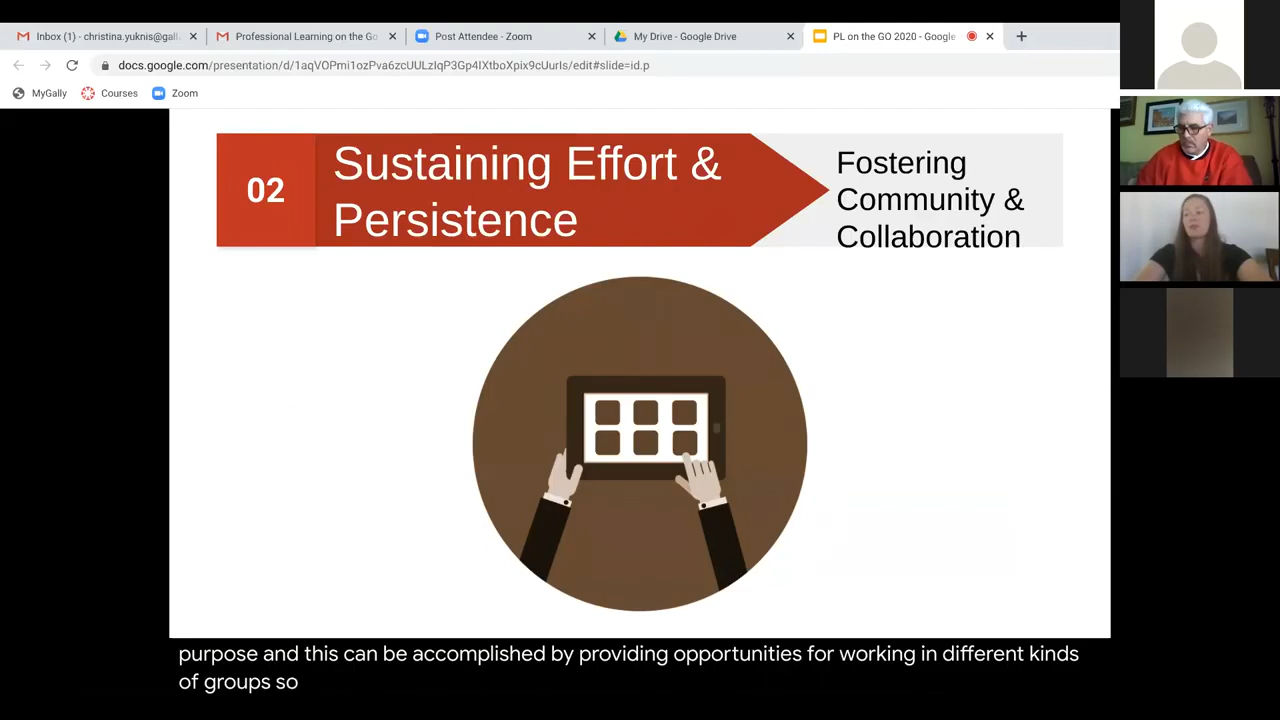 Inbox (1) - christina.yuknis@gall
Professional Learning on the Go
Post Attendee - Zoom
My Drive - Google Drive
PL on the GO 2020 - Google
docs.google.com/presentation/d/1aqVOPmi1ozPva6zcUULzIqP3Gp4IXtboXpix9cUurIs/edit#slide=id.p
MyGally
Courses
Zoom
02
Sustaining Effort &
Persistence
Fostering
Community &
Collaboration
purpose and this can be accomplished by providing opportunities for working in different kinds
of groups so